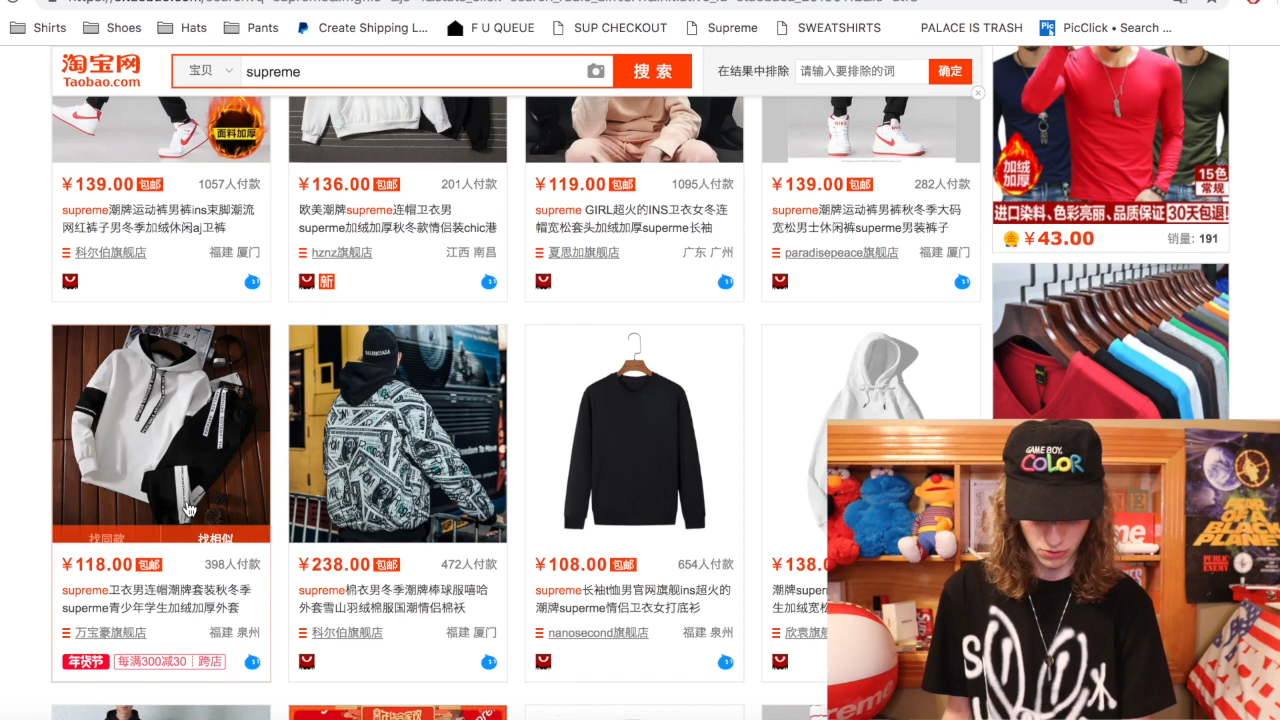 Shirts
Shoes
Hats
Pants
Create Shipping L...
F U QUEUE
SUP CHECKOUT
Supreme
SWEATSHIRTS
PALACE IS TRASH
PicClick • Search ...
淘宝网
Taobao.com
宝贝
supreme
搜 索
在结果中排除
请输入要排除的词
确定
面料加厚
¥139.00 包邮 1057人付款
supreme潮牌运动裤男裤ins束脚潮流
网红裤子男冬季加绒休闲aj卫裤
科尔伯旗舰店 福建 厦门
¥136.00 包邮 201人付款
欧美潮牌supreme连帽卫衣男
superme加绒加厚秋冬款情侣装chic港
hznz旗舰店 江西 南昌
新
¥119.00 包邮 1095人付款
supreme GIRL超火的INS卫衣女冬连
帽宽松套头加绒加厚superme长袖
夏思加旗舰店 广东 广州
¥139.00 包邮 282人付款
supreme潮牌运动裤男裤秋冬季大码
宽松男士休闲裤superme男装裤子
paradisepeace旗舰店 福建 厦门
加绒
加厚
15色
常规
进口染料、色彩亮丽、品质保证 30天包退!
¥43.00 销量: 191
找同款 找相似
¥118.00 包邮 398人付款
supreme卫衣男连帽潮牌套装秋冬季
superme青少年学生加绒加厚外套
万宝豪旗舰店 福建 泉州
年货节 每满300减30 跨店
BALENCIAGA
¥238.00 包邮 472人付款
supreme棉衣男冬季潮牌棒球服嘻哈
外套雪山羽绒棉服国潮情侣棉袄
科尔伯旗舰店 福建 厦门
¥108.00 包邮 654人付款
supreme长袖t恤男官网旗舰ins超火的
潮牌superme情侣卫衣女打底衫
nanosecond旗舰店 福建 泉州
¥138.0
潮牌sup
生加绒宽松
欣袁旗舰
GAME BOY
COLOR
FEAR
OF A
BLACK
PLANET
PUBLIC
ENEMY